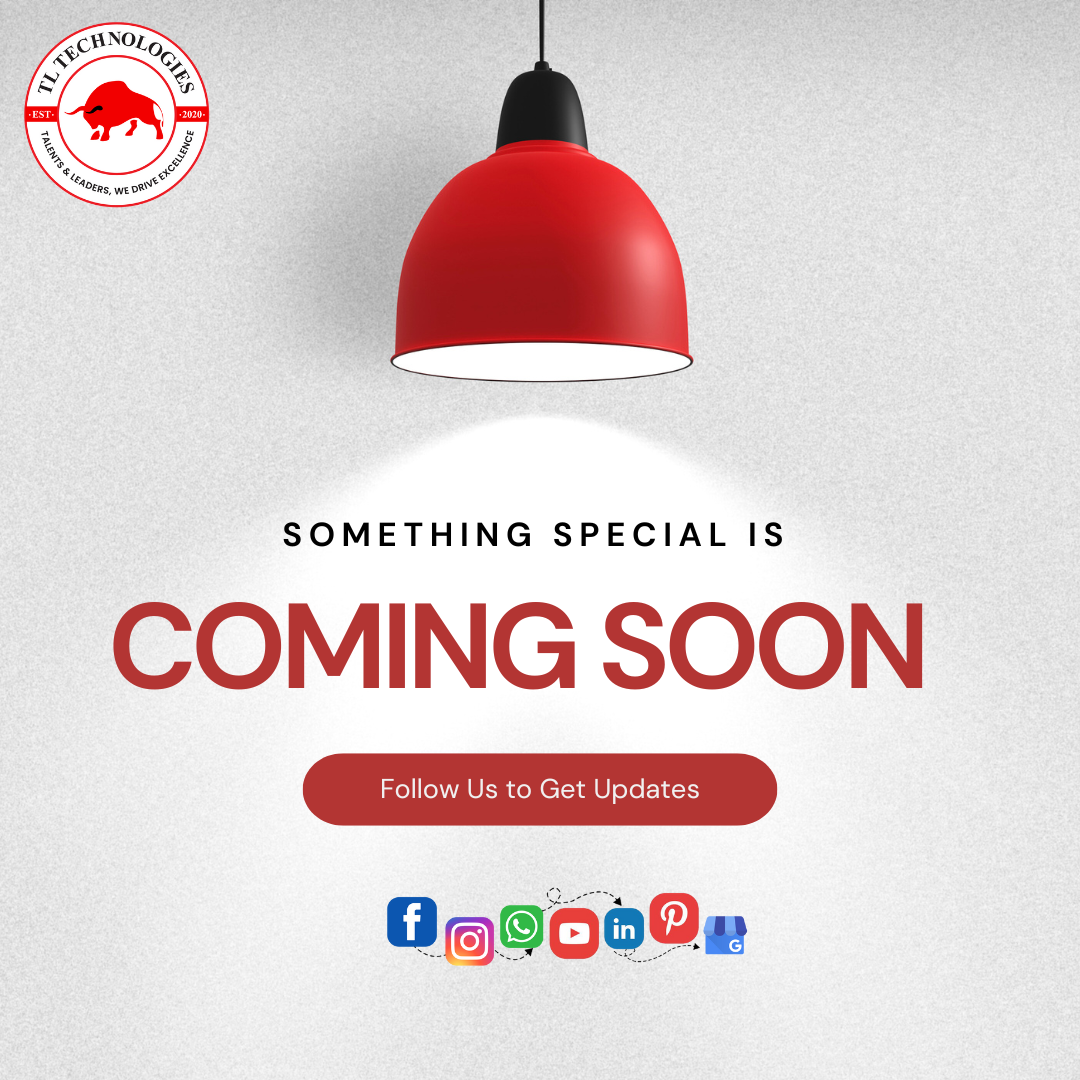 TL TECHNOLOGIES
·EST· ·2020·
TALENTS & LEADERS, WE DRIVE EXCELLENCE
SOMETHING SPECIAL IS
COMING SOON
Follow Us to Get Updates
f
in
G